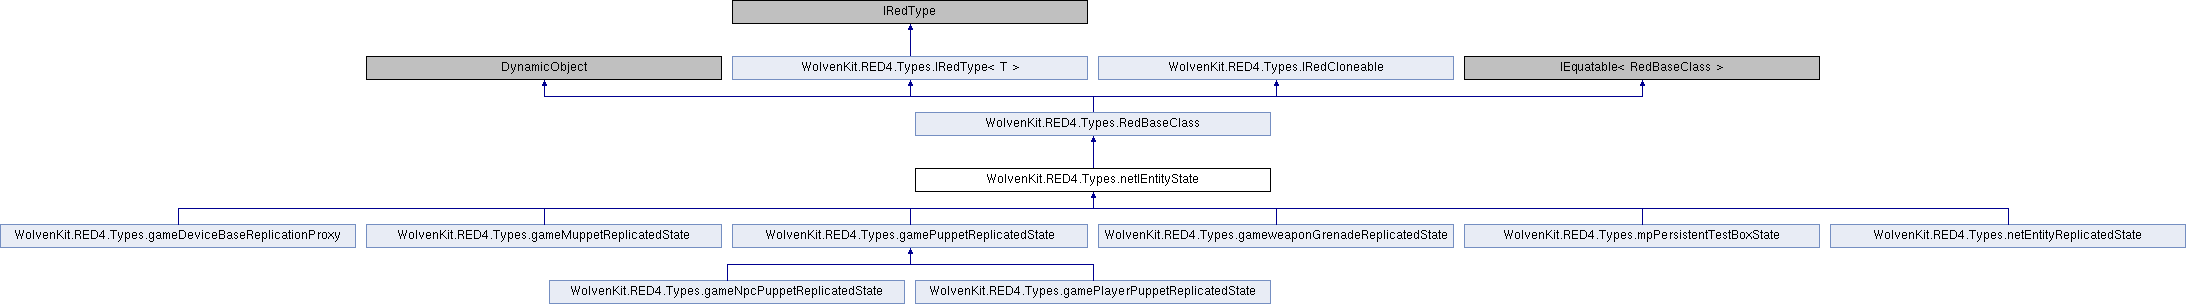 IRedType
DynamicObject
WolvenKit.RED4.Types.IRedType< T >
WolvenKit.RED4.Types.IRedCloneable
IEquatable< RedBaseClass >
WolvenKit.RED4.Types.RedBaseClass
WolvenKit.RED4.Types.netIEntityState
WolvenKit.RED4.Types.gameDeviceBaseReplicationProxy
WolvenKit.RED4.Types.gameMuppetReplicatedState
WolvenKit.RED4.Types.gamePuppetReplicatedState
WolvenKit.RED4.Types.gameweaponGrenadeReplicatedState
WolvenKit.RED4.Types.mpPersistentTestBoxState
WolvenKit.RED4.Types.netEntityReplicatedState
WolvenKit.RED4.Types.gameNpcPuppetReplicatedState
WolvenKit.RED4.Types.gamePlayerPuppetReplicatedState